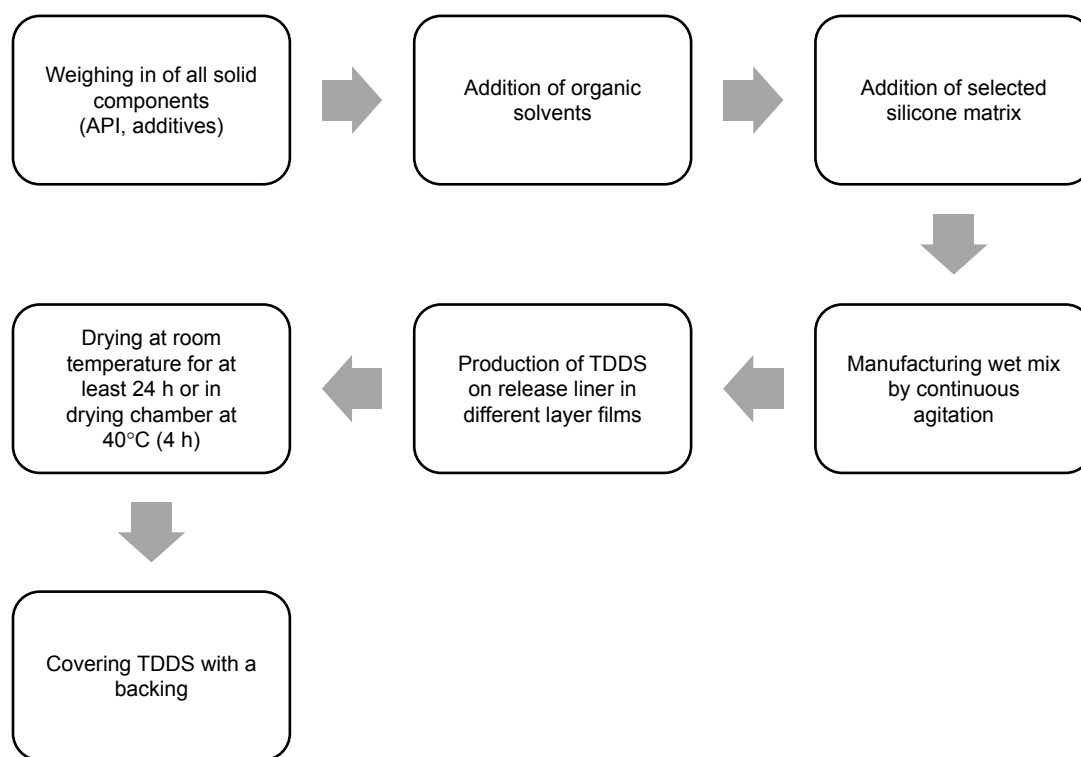 Weighing in of all solid
components
(API, additives)
Addition of organic
solvents
Addition of selected
silicone matrix
Manufacturing wet mix
by continuous
agitation
Production of TDDS
on release liner in
different layer films
Drying at room
temperature for at
least 24 h or in
drying chamber at
40°C (4 h)
Covering TDDS with a
backing